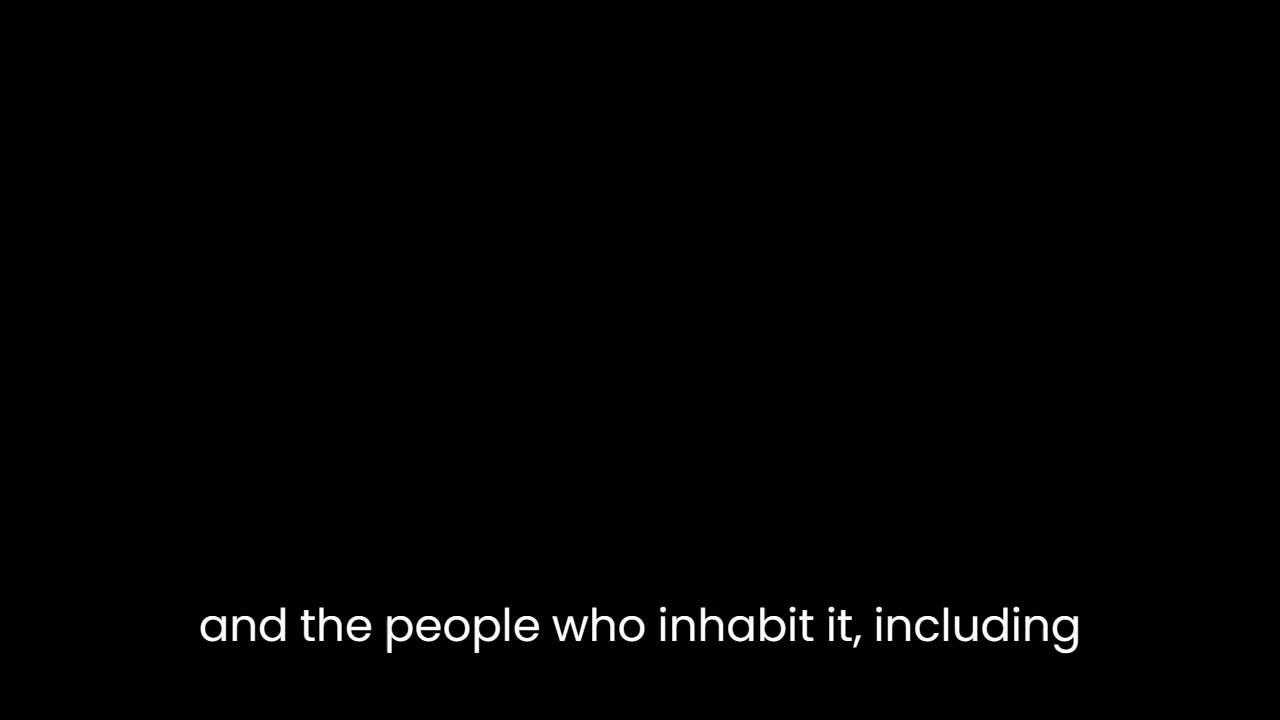 and the people who inhabit it, including